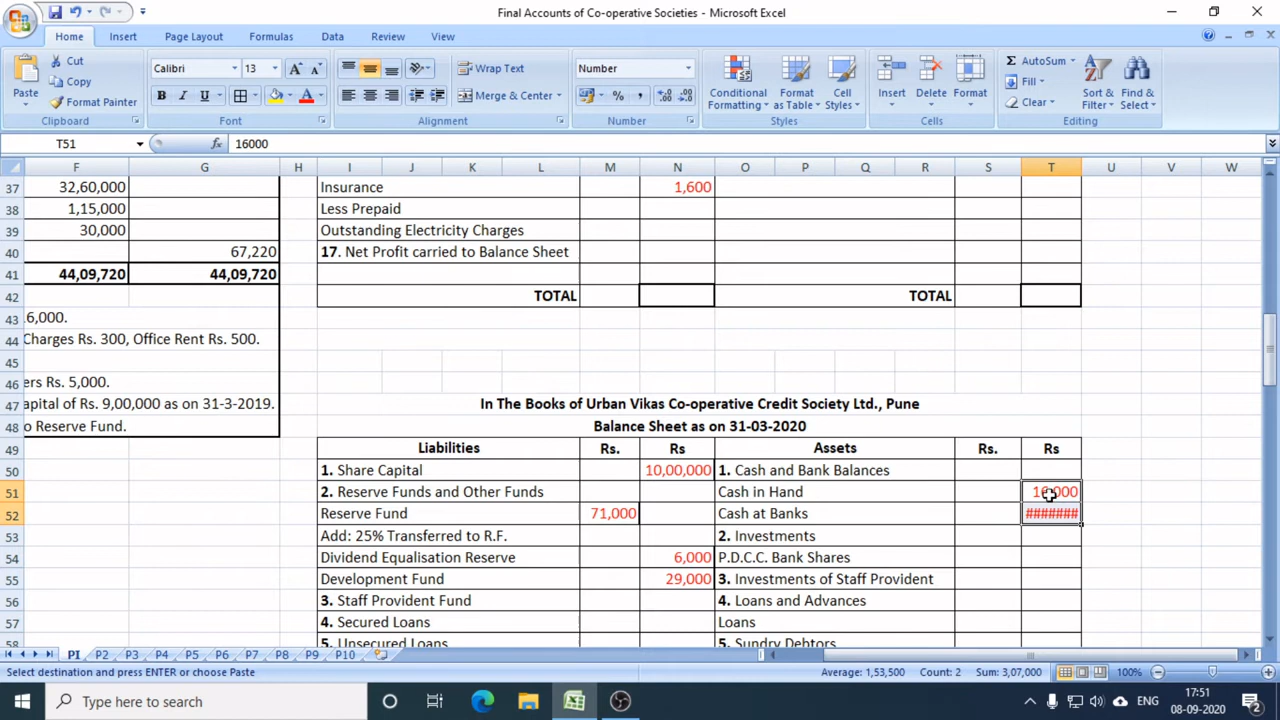 Final Accounts of Co-operative Societies - Microsoft Excel
Home Insert Page Layout Formulas Data Review View
Paste Cut Copy Format Painter Clipboard
Calibri 13 A A B I U A Font
Wrap Text Merge & Center Alignment
Number % , Number
Conditional Formatting Format as Table Cell Styles Styles
Insert Delete Format Cells
Σ AutoSum Fill Clear Sort & Filter Find & Select Editing
T51 fx 16000
F G H I J K L M N O P Q R S T U V W
37 32,60,000 Insurance 1,600
38 1,15,000 Less Prepaid
39 30,000 Outstanding Electricity Charges
40 67,220 17. Net Profit carried to Balance Sheet
41 44,09,720 44,09,720
42 TOTAL TOTAL
43 6,000.
44 Charges Rs. 300, Office Rent Rs. 500.
45
46 ers Rs. 5,000.
47 apital of Rs. 9,00,000 as on 31-3-2019. In The Books of Urban Vikas Co-operative Credit Society Ltd., Pune
48 o Reserve Fund. Balance Sheet as on 31-03-2020
49 Liabilities Rs. Rs Assets Rs. Rs
50 1. Share Capital 10,00,000 1. Cash and Bank Balances
51 2. Reserve Funds and Other Funds Cash in Hand 16,000
52 Reserve Fund 71,000 Cash at Banks #######
53 Add: 25% Transferred to R.F. 2. Investments
54 Dividend Equalisation Reserve 6,000 P.D.C.C. Bank Shares
55 Development Fund 29,000 3. Investments of Staff Provident
56 3. Staff Provident Fund 4. Loans and Advances
57 4. Secured Loans Loans
58 5. Unsecured Loans 5. Sundry Debtors
PI P2 P3 P4 P5 P6 P7 P8 P9 P10
Select destination and press ENTER or choose Paste Average: 1,53,500 Count: 2 Sum: 3,07,000 100%
Type here to search ENG 17:51
08-09-2020 2